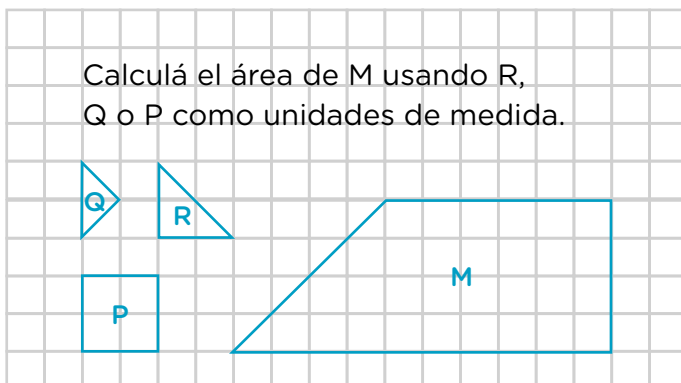 Calculá el área de M usando R,
Q o P como unidades de medida.
Q
R
M
P